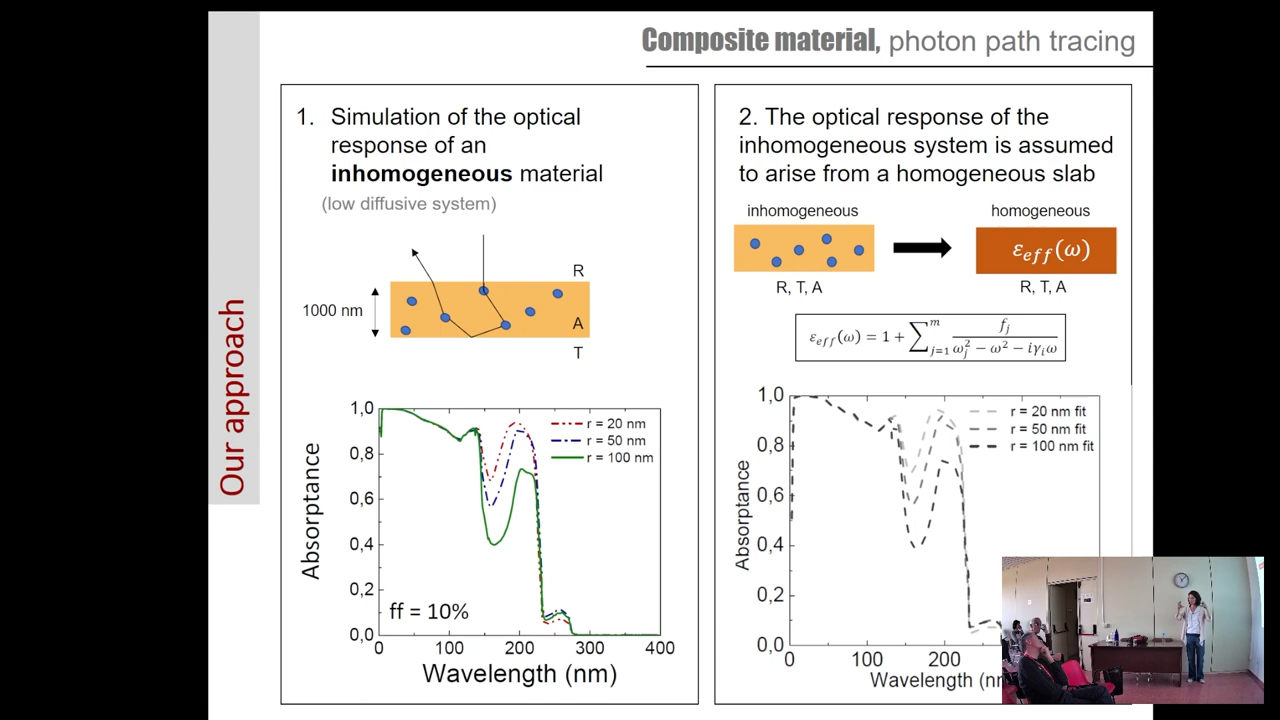 Composite material, photon path tracing
Our approach
1. Simulation of the optical
response of an
inhomogeneous material
(low diffusive system)
R
1000 nm
A
T
1,0
0,8
0,6
0,4
0,2
0,0
Absorptance
r = 20 nm
r = 50 nm
r = 100 nm
ff = 10%
0 100 200 300 400
Wavelength (nm)
2. The optical response of the
inhomogeneous system is assumed
to arise from a homogeneous slab
inhomogeneous homogeneous
ε_eff(ω)
R, T, A R, T, A
ε_eff(ω) = 1 + ∑_{j=1}^{m} f_j / (ω_j^2 − ω^2 − iγ_iω)
1,0
0,8
0,6
0,4
0,2
0,0
Absorptance
r = 20 nm fit
r = 50 nm fit
r = 100 nm fit
0 100 200
Wavelength (nm